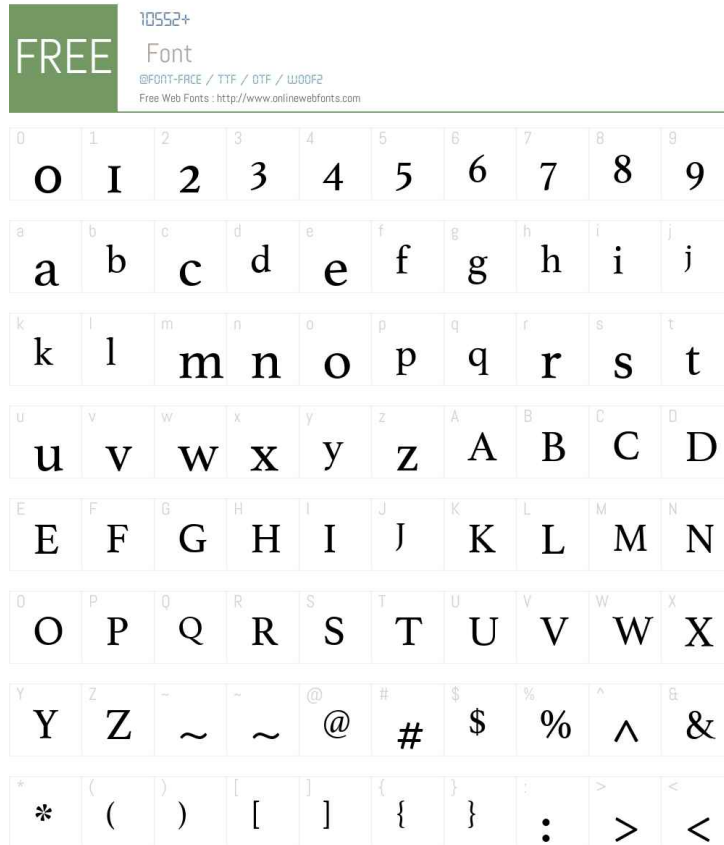 FREE
10552+
Font
@FONT-FACE / TTF / OTF / WOOF2
Free Web Fonts : http://www.onlinewebfonts.com
0 1 2 3 4 5 6 7 8 9
0 1 2 3 4 5 6 7 8 9
a b c d e f g h i j
a b c d e f g h i j
k l m n o p q r s t
k l m n o p q r s t
u v w x y z A B C D
u v w x y z A B C D
E F G H I J K L M N
E F G H I J K L M N
O P Q R S T U V W X
O P Q R S T U V W X
Y Z ~ ~ @ # $ % ^ &
Y Z ~ ~ @ # $ % ^ &
* ( ) [ ] { } : > <
* ( ) [ ] { } : > <